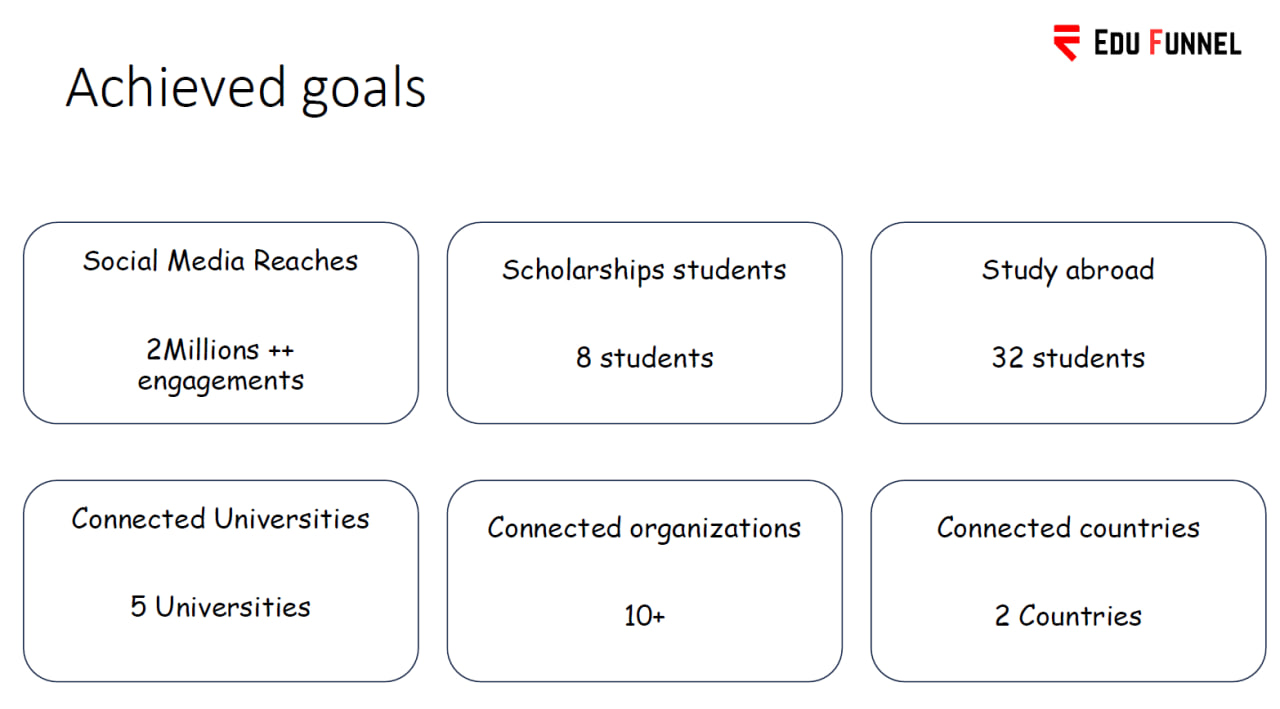 EDU FUNNEL
Achieved goals
Social Media Reaches
2Millions ++
engagements
Scholarships students
8 students
Study abroad
32 students
Connected Universities
5 Universities
Connected organizations
10+
Connected countries
2 Countries